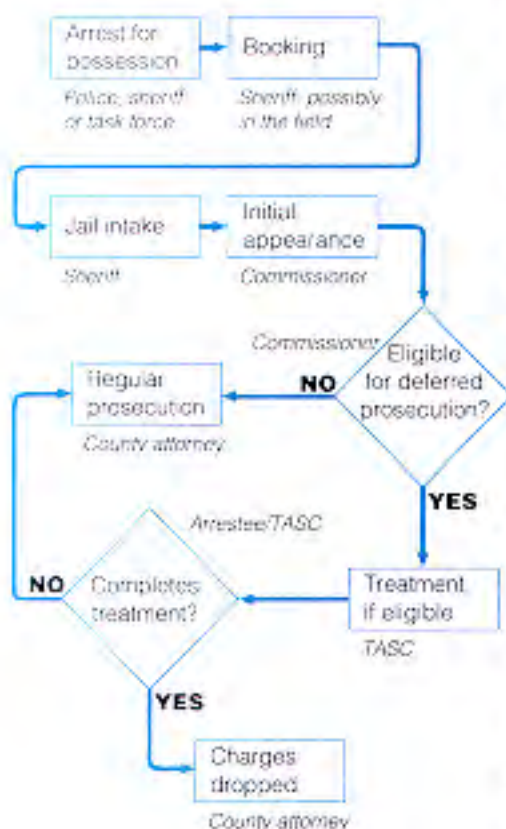 Arrest for
possession
Police, sheriff
or task force
Booking
Sheriff, possibly
in the field
Jail intake
Sheriff
Initial
appearance
Commissioner
Commissioner
Eligible
for deferred
prosecution?
NO
Regular
prosecution
County attorney
YES
Treatment
if eligible
TASC
Arrestee/TASC
Completes
treatment?
NO
YES
Charges
dropped
County attorney